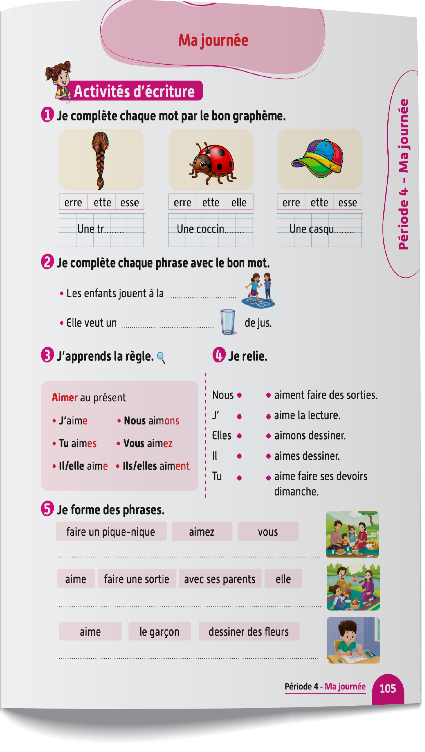 Ma journée
Activités d'écriture
1 Je complète chaque mot par le bon graphème.
erre ette esse
erre ette elle
erre ette esse
Une tr........
Une coccin........
Une casqu........
2 Je complète chaque phrase avec le bon mot.
• Les enfants jouent à la ........................
• Elle veut un ................................ de jus.
3 J'apprends la règle.
Aimer au présent
• J'aime • Nous aimons
• Tu aimes • Vous aimez
• Il/elle aime • Ils/elles aiment
4 Je relie.
Nous • • aiment faire des sorties.
J' • • aime la lecture.
Elles • • aimons dessiner.
Il • • aimes dessiner.
Tu • • aime faire ses devoirs
dimanche.
5 Je forme des phrases.
faire un pique-nique aimez vous
aime faire une sortie avec ses parents elle
aime le garçon dessiner des fleurs
Période 4 - Ma journée 105
Période 4 - Ma journée